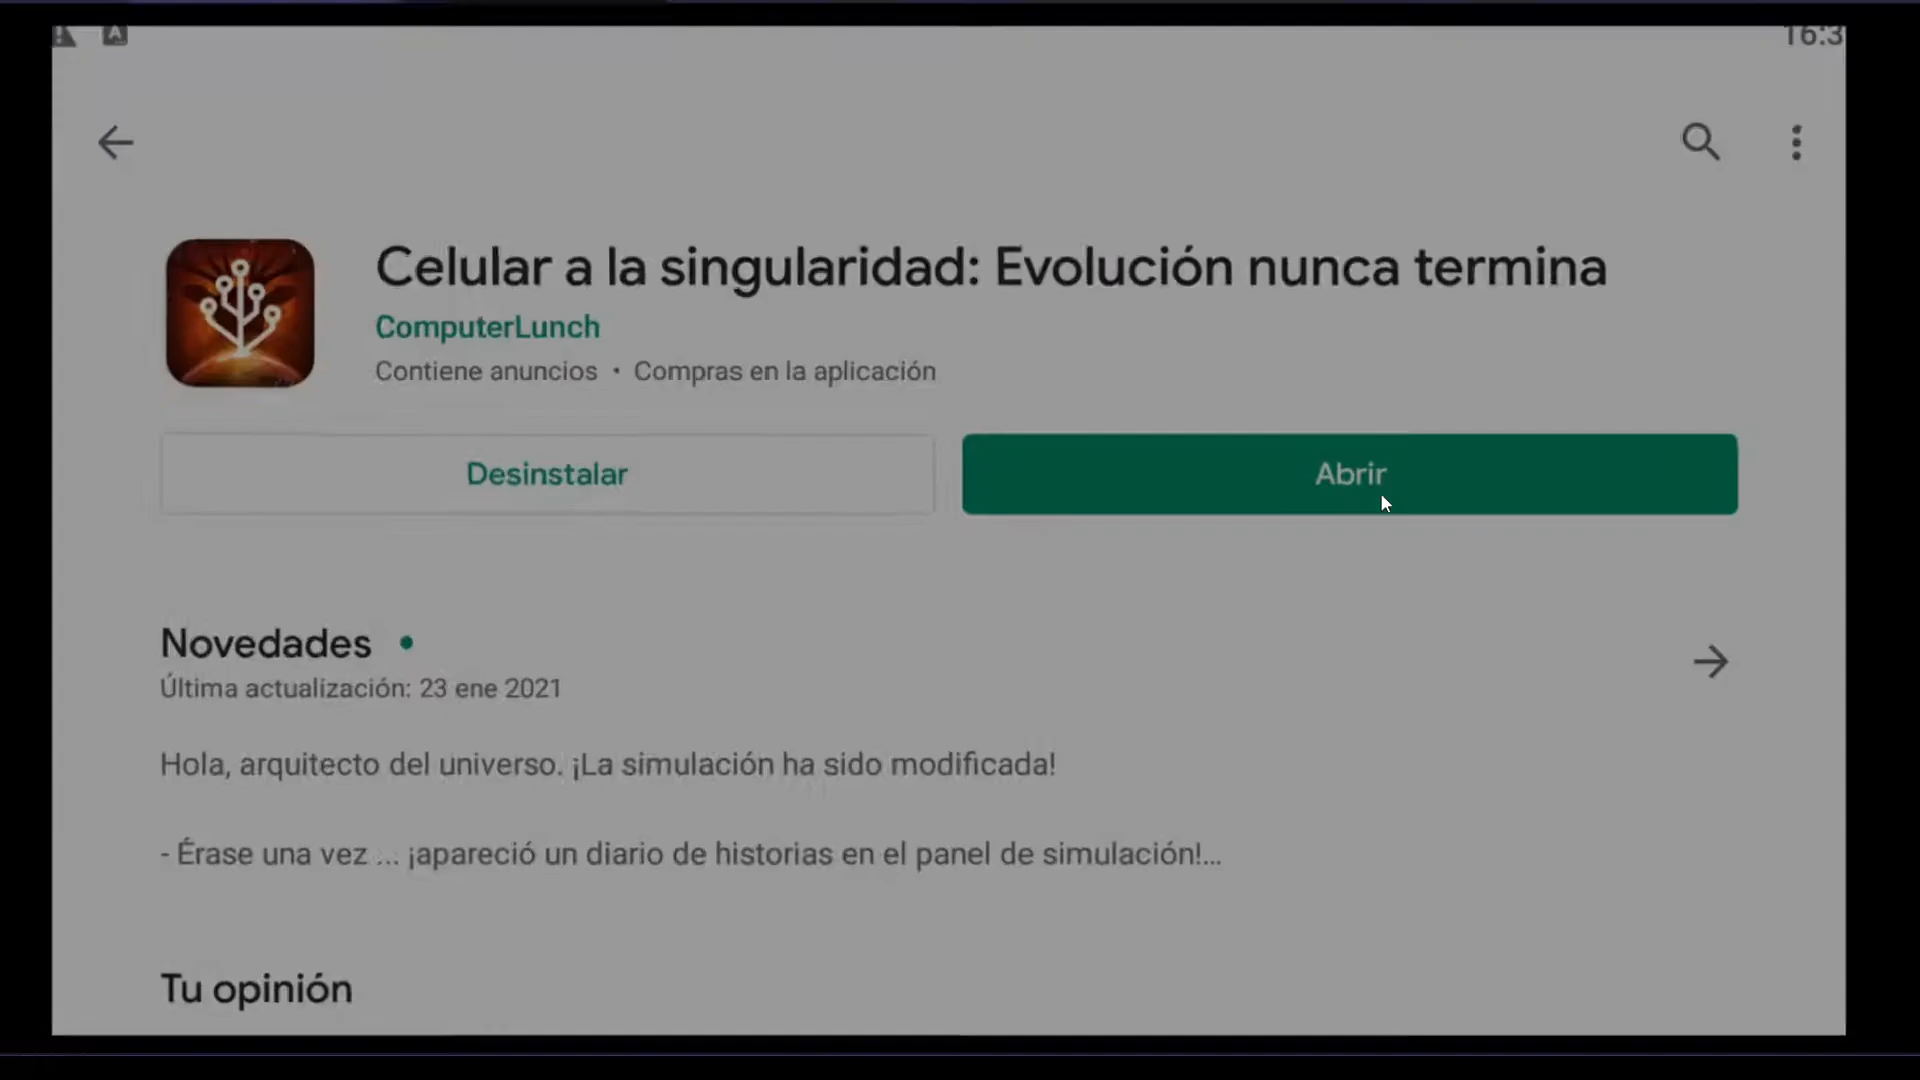 16:3
Celular a la singularidad: Evolución nunca termina
ComputerLunch
Contiene anuncios • Compras en la aplicación
Desinstalar
Abrir
Novedades •
Última actualización: 23 ene 2021
Hola, arquitecto del universo. ¡La simulación ha sido modificada!
- Érase una vez ... ¡apareció un diario de historias en el panel de simulación!...
Tu opinión